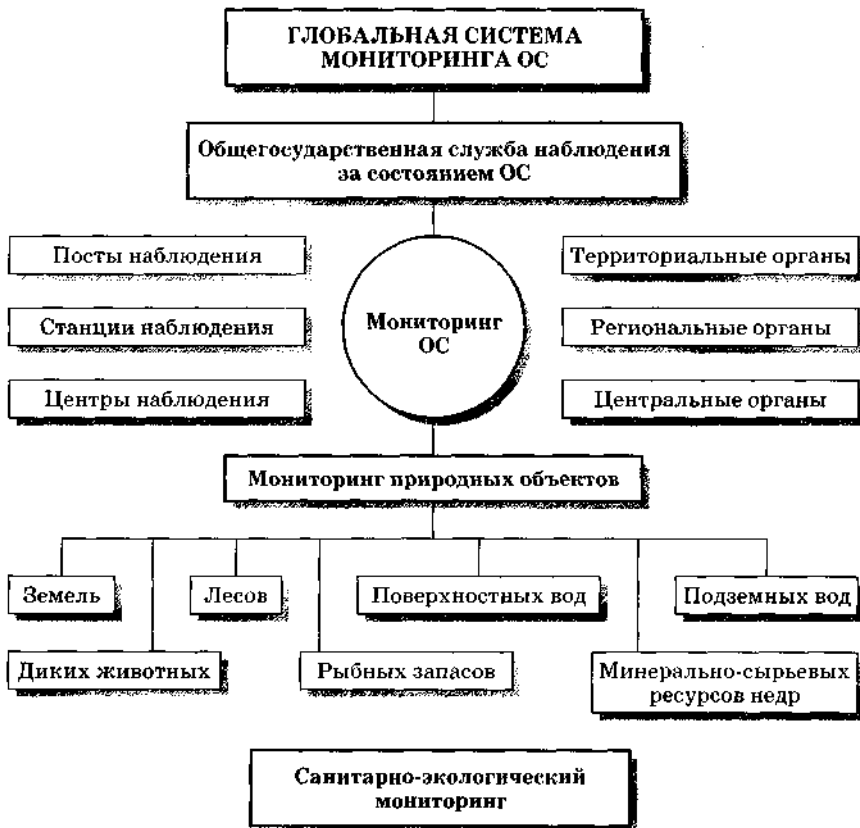 ГЛОБАЛЬНАЯ СИСТЕМА
МОНИТОРИНГА ОС
Общегосударственная служба наблюдения
за состоянием ОС
Посты наблюдения
Территориальные органы
Станции наблюдения
Мониторинг
ОС
Региональные органы
Центры наблюдения
Центральные органы
Мониторинг природных объектов
Земель
Лесов
Поверхностных вод
Подземных вод
Диких животных
Рыбных запасов
Минерально-сырьевых
ресурсов недр
Санитарно-экологический
мониторинг